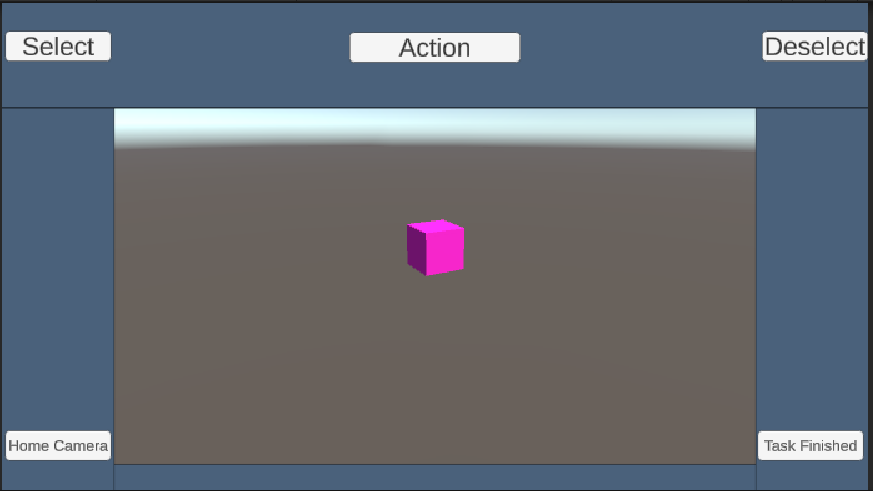 Select
Action
Deselect
Home Camera
Task Finished